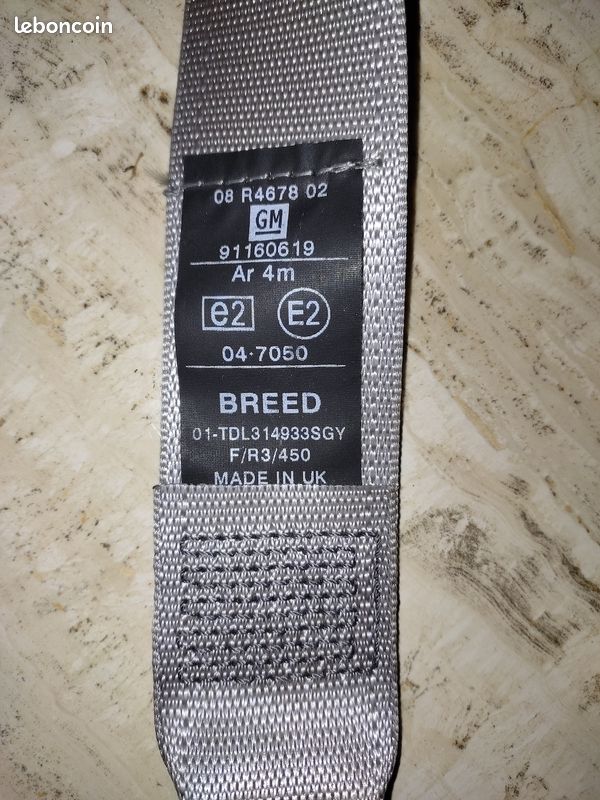 leboncoin
08 R4678 02
GM
91160619
Ar 4m
e2 E2
04·7050
BREED
01-TDL314933SGY
F/R3/450
MADE IN UK